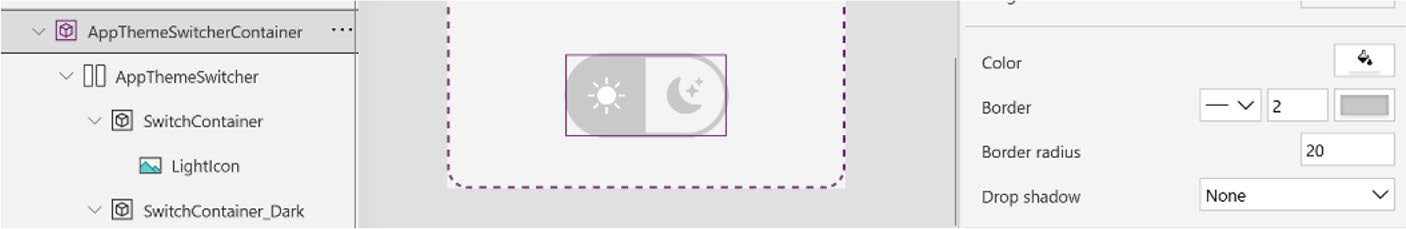 AppThemeSwitcherContainer ...
AppThemeSwitcher
SwitchContainer
LightIcon
SwitchContainer_Dark
Color
Border 2
Border radius 20
Drop shadow None